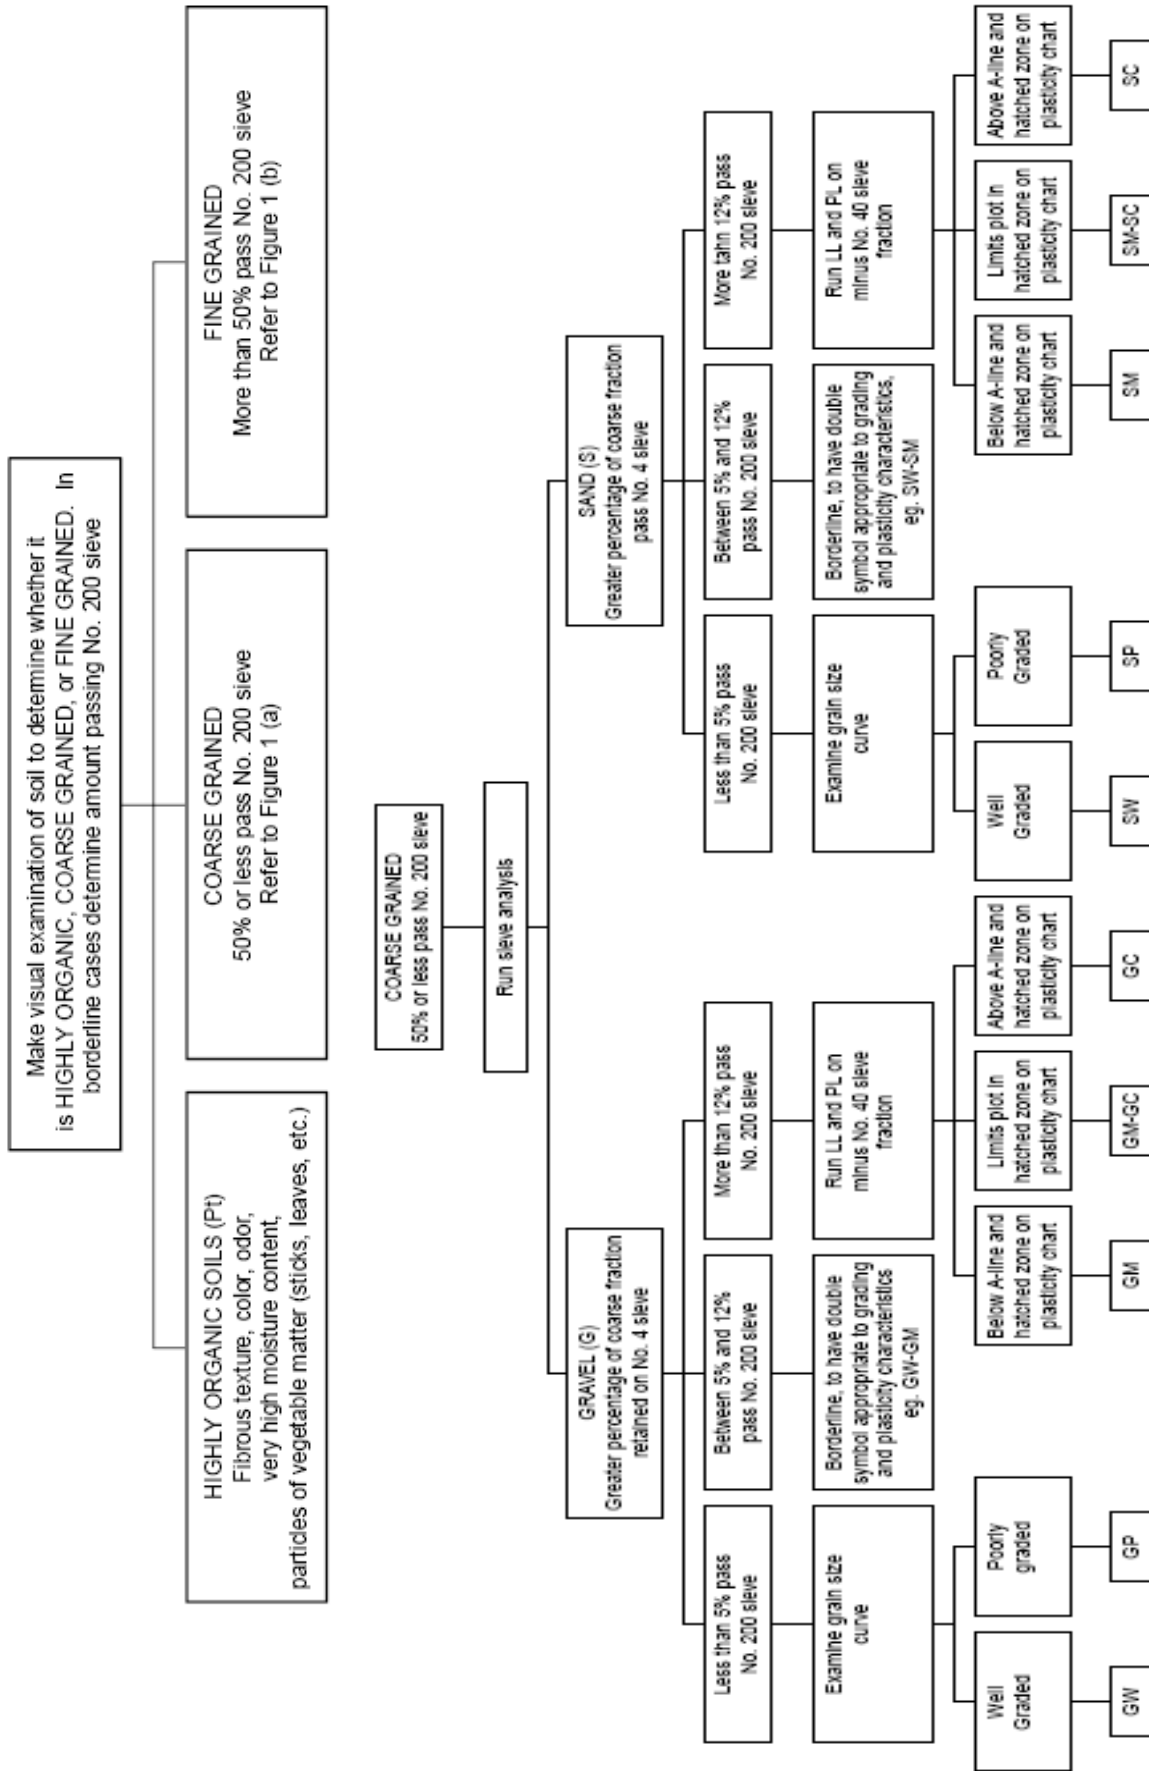 Make visual examination of soil to determine whether it
is HIGHLY ORGANIC, COARSE GRAINED, or FINE GRAINED. In
borderline cases determine amount passing No. 200 sieve
HIGHLY ORGANIC SOILS (Pt)
Fibrous texture, color, odor,
very high moisture content,
particles of vegetable matter (sticks, leaves, etc.)
COARSE GRAINED
50% or less pass No. 200 sieve
Refer to Figure 1 (a)
FINE GRAINED
More than 50% pass No. 200 sieve
Refer to Figure 1 (b)
COARSE GRAINED
50% or less pass No. 200 sieve
Run sieve analysis
GRAVEL (G)
Greater percentage of coarse fraction
retained on No. 4 sieve
SAND (S)
Greater percentage of coarse fraction
pass No. 4 sieve
Less than 5% pass
No. 200 sieve
Between 5% and 12%
pass No. 200 sieve
More than 12% pass
No. 200 sieve
Less than 5% pass
No. 200 sieve
Between 5% and 12%
pass No. 200 sieve
More tahn 12% pass
No. 200 sieve
Examine grain size
curve
Borderline, to have double
symbol appropriate to grading
and plasticity characteristics
eg. GW-GM
Run LL and PL on
minus No. 40 sieve
fraction
Examine grain size
curve
Borderline, to have double
symbol appropriate to grading
and plasticity characteristics,
eg. SW-SM
Run LL and PL on
minus No. 40 sieve
fraction
Well
Graded
Poorly
graded
Below A-line and
hatched zone on
plasticity chart
Limits plot in
hatched zone on
plasticity chart
Above A-line and
hatched zone on
plasticity chart
Well
Graded
Poorly
Graded
Below A-line and
hatched zone on
plasticity chart
Limits plot in
hatched zone on
plasticity chart
Above A-line and
hatched zone on
plasticity chart
GW
GP
GM
GM-GC
GC
SW
SP
SM
SM-SC
SC